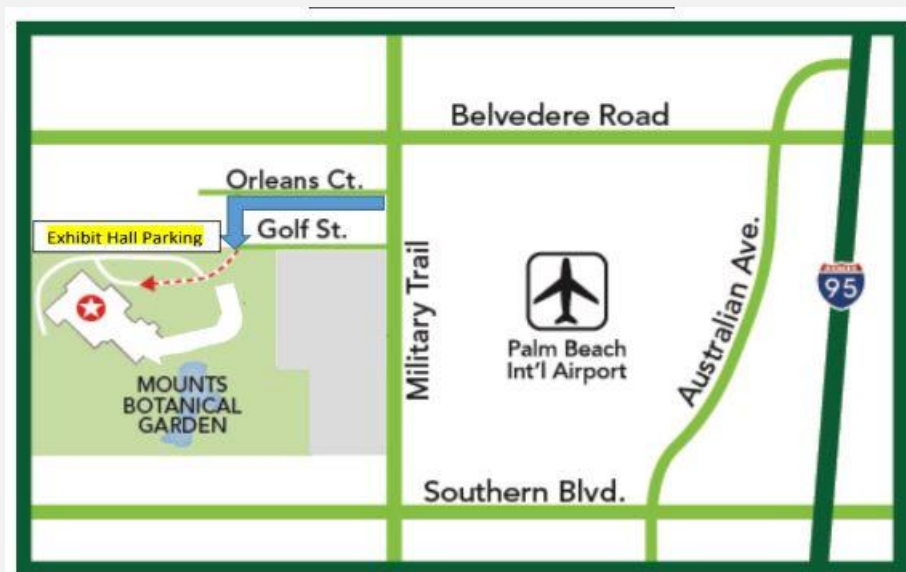 Belvedere Road
Orleans Ct.
Exhibit Hall Parking
Golf St.
Military Trail
Palm Beach
Int'l Airport
Australian Ave.
95
MOUNTS
BOTANICAL
GARDEN
Southern Blvd.